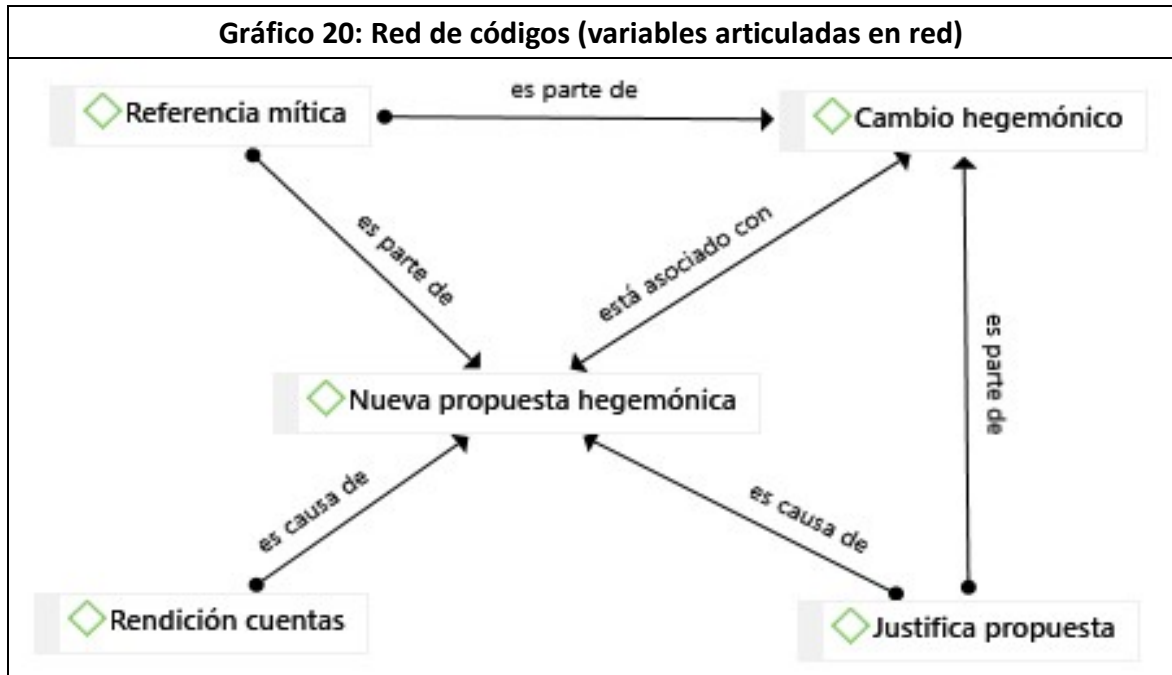 Gráfico 20: Red de códigos (variables articuladas en red)
es parte de
Referencia mítica
Cambio hegemónico
es parte de
está asociado con
es parte de
Nueva propuesta hegemónica
es causa de
es causa de
Rendición cuentas
Justifica propuesta